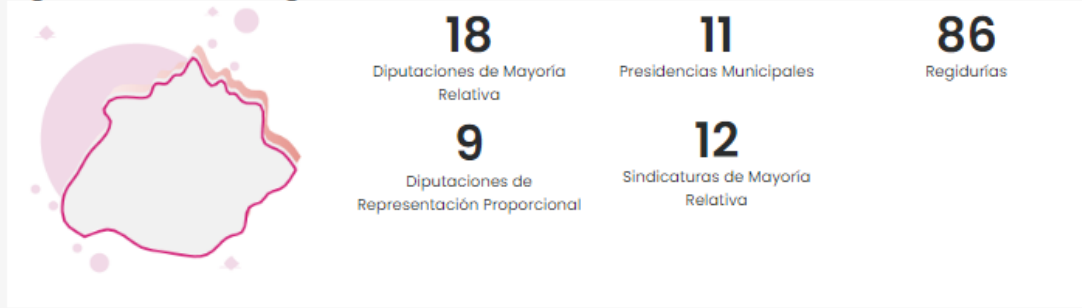 18
Diputaciones de Mayoría
Relativa
11
Presidencias Municipales
86
Regidurías
9
Diputaciones de
Representación Proporcional
12
Sindicaturas de Mayoría
Relativa